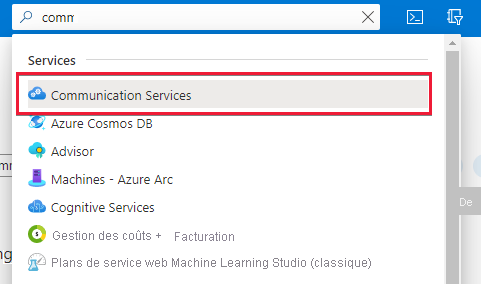 comm
Services
Communication Services
Azure Cosmos DB
Advisor
Machines - Azure Arc
Cognitive Services
Gestion des coûts + Facturation
Plans de service web Machine Learning Studio (classique)
De